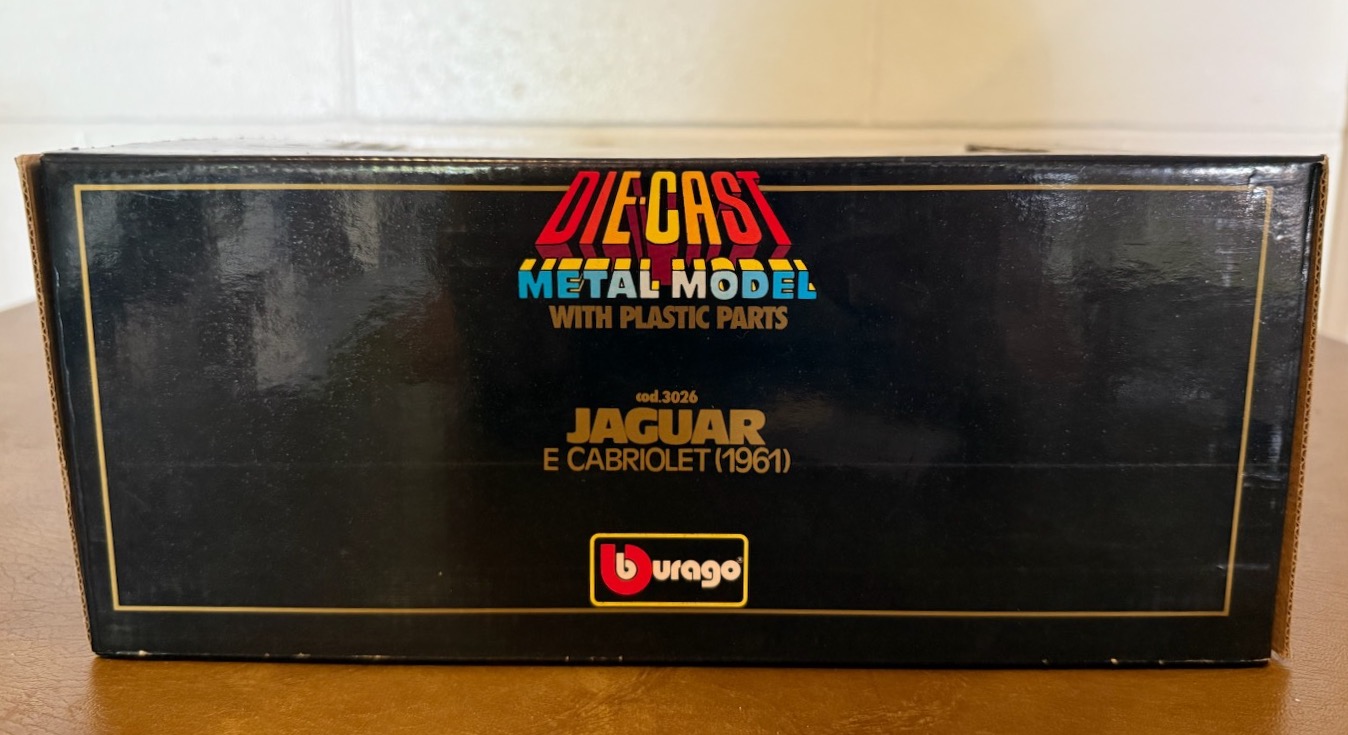 DIE-CAST
METAL MODEL
WITH PLASTIC PARTS
cod.3026
JAGUAR
E CABRIOLET (1961)
burago